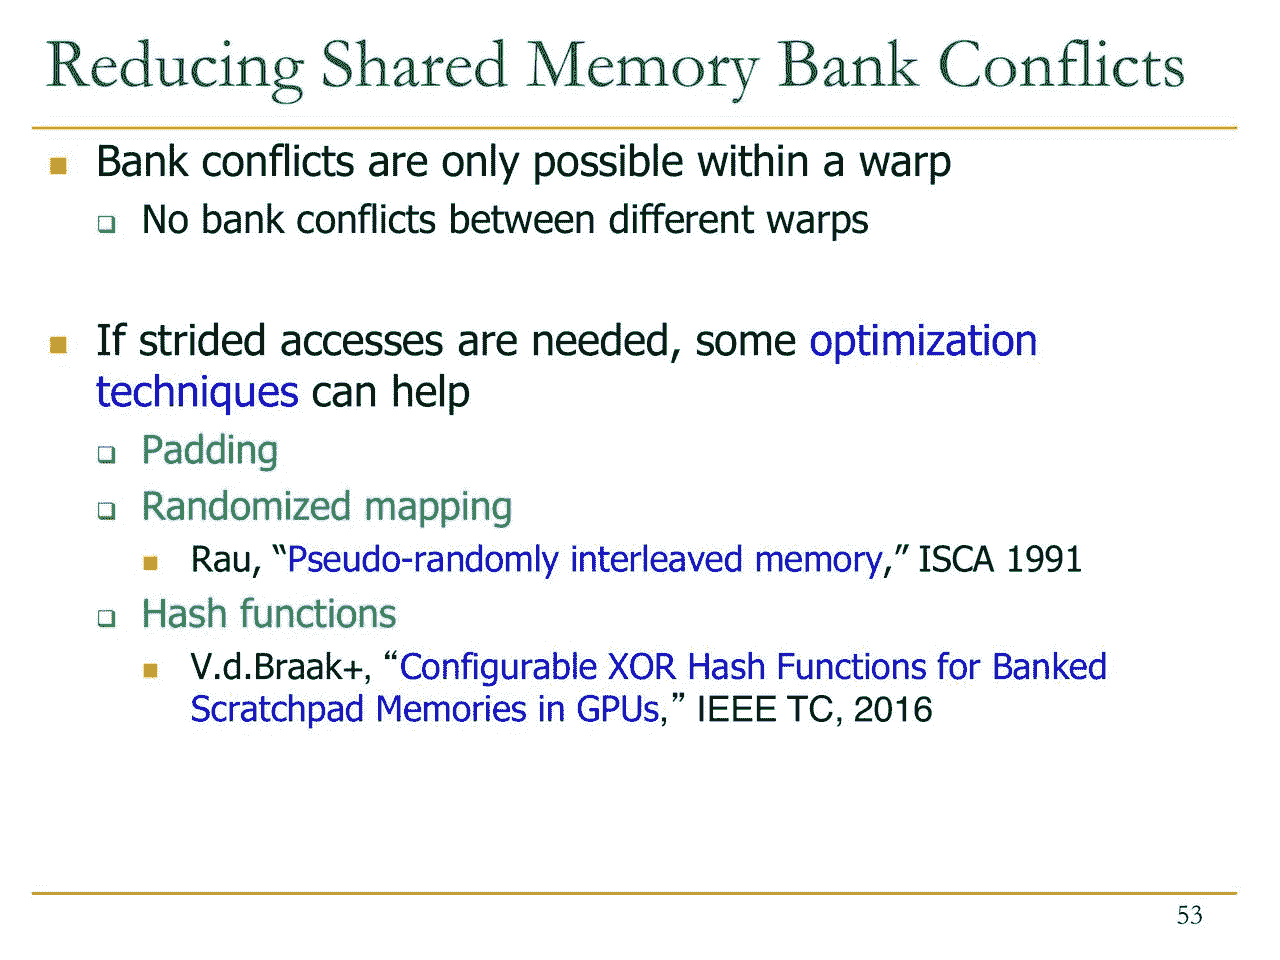 Reducing Shared Memory Bank Conflicts
Bank conflicts are only possible within a warp
No bank conflicts between different warps
If strided accesses are needed, some optimization
techniques can help
Padding
Randomized mapping
Rau, “Pseudo-randomly interleaved memory,” ISCA 1991
Hash functions
V.d.Braak+, “Configurable XOR Hash Functions for Banked
Scratchpad Memories in GPUs,” IEEE TC, 2016
53